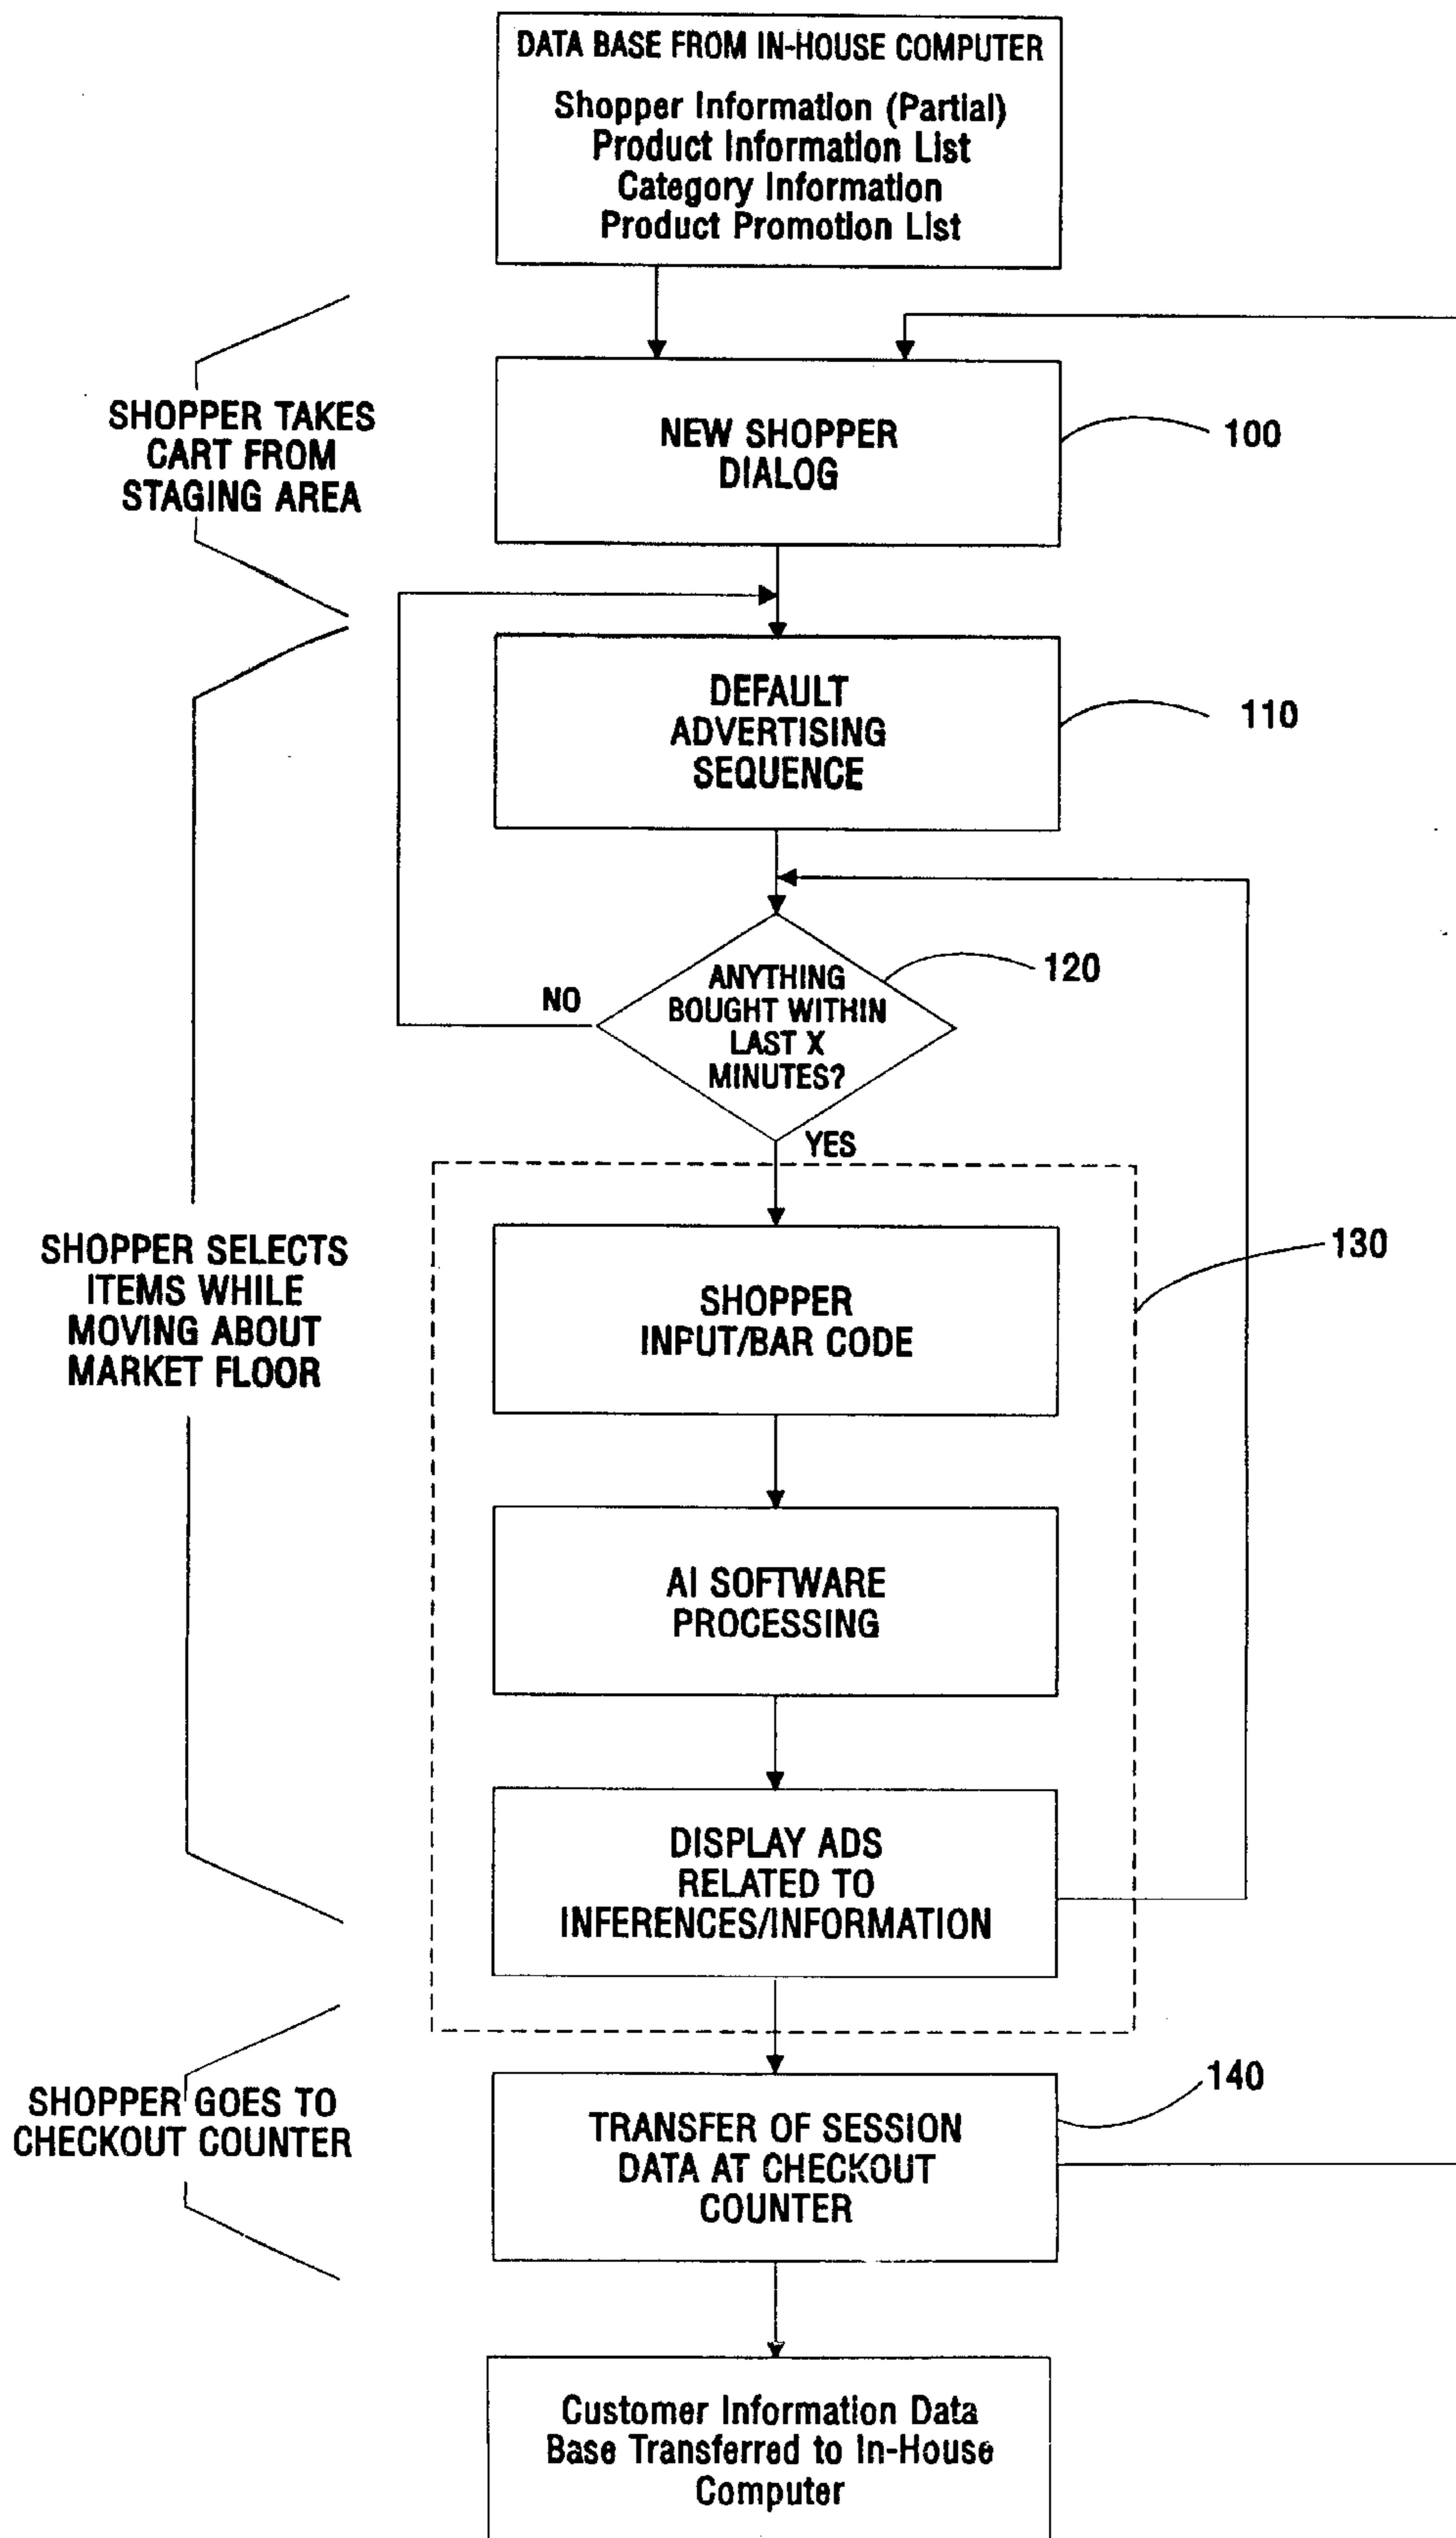 DATA BASE FROM IN-HOUSE COMPUTER
Shopper Information (Partial)
Product Information List
Category Information
Product Promotion List
SHOPPER TAKES
CART FROM
STAGING AREA
NEW SHOPPER
DIALOG
100
DEFAULT
ADVERTISING
SEQUENCE
110
ANYTHING
BOUGHT WITHIN
LAST X
MINUTES?
120
NO
YES
SHOPPER SELECTS
ITEMS WHILE
MOVING ABOUT
MARKET FLOOR
130
SHOPPER
INPUT/BAR CODE
AI SOFTWARE
PROCESSING
DISPLAY ADS
RELATED TO
INFERENCES/INFORMATION
SHOPPER GOES TO
CHECKOUT COUNTER
140
TRANSFER OF SESSION
DATA AT CHECKOUT
COUNTER
Customer Information Data
Base Transferred to In-House
Computer